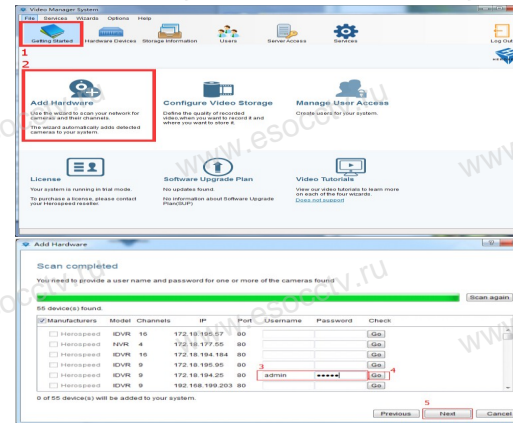 Video Manager System
File Services Wizards Options Help
Getting Started Hardware Devices Storage Information Users Server Access Services Log Out
1
2
Add Hardware Configure Video Storage Manage User Access
Use the wizard to scan your network for cameras and their channels.
The wizard automatically adds detected cameras to your system.
Define the quality of recorded video,when you want to record it and where you want to store it.
Create users for your system.
License Software Upgrade Plan Video Tutorials
Your system is running in trial mode.
To purchase a license, please contact your Herospeed reseller.
No updates found.
No information about Software Upgrade Plan(SUP)
View our video tutorials to learn more on each of the four wizards.
Does not support
www.esocctv.ru
Add Hardware
Scan completed
You need to provide a user name and password for one or more of the cameras found
Scan again
55 device(s) found.
Manufacturers Model Channels IP Port Username Password Check
Herospeed IDVR 16 172.18.195.57 80 Go
Herospeed NVR 4 172.18.177.55 80 Go
Herospeed IDVR 16 172.18.194.184 80 Go
Herospeed IDVR 9 172.18.195.95 80 Go
3
Herospeed IDVR 9 172.18.194.25 80 admin ••••• Go 4
Herospeed IDVR 9 192.168.199.203 80 Go
0 of 55 device(s) will be added to your system.
5
Previous Next Cancel